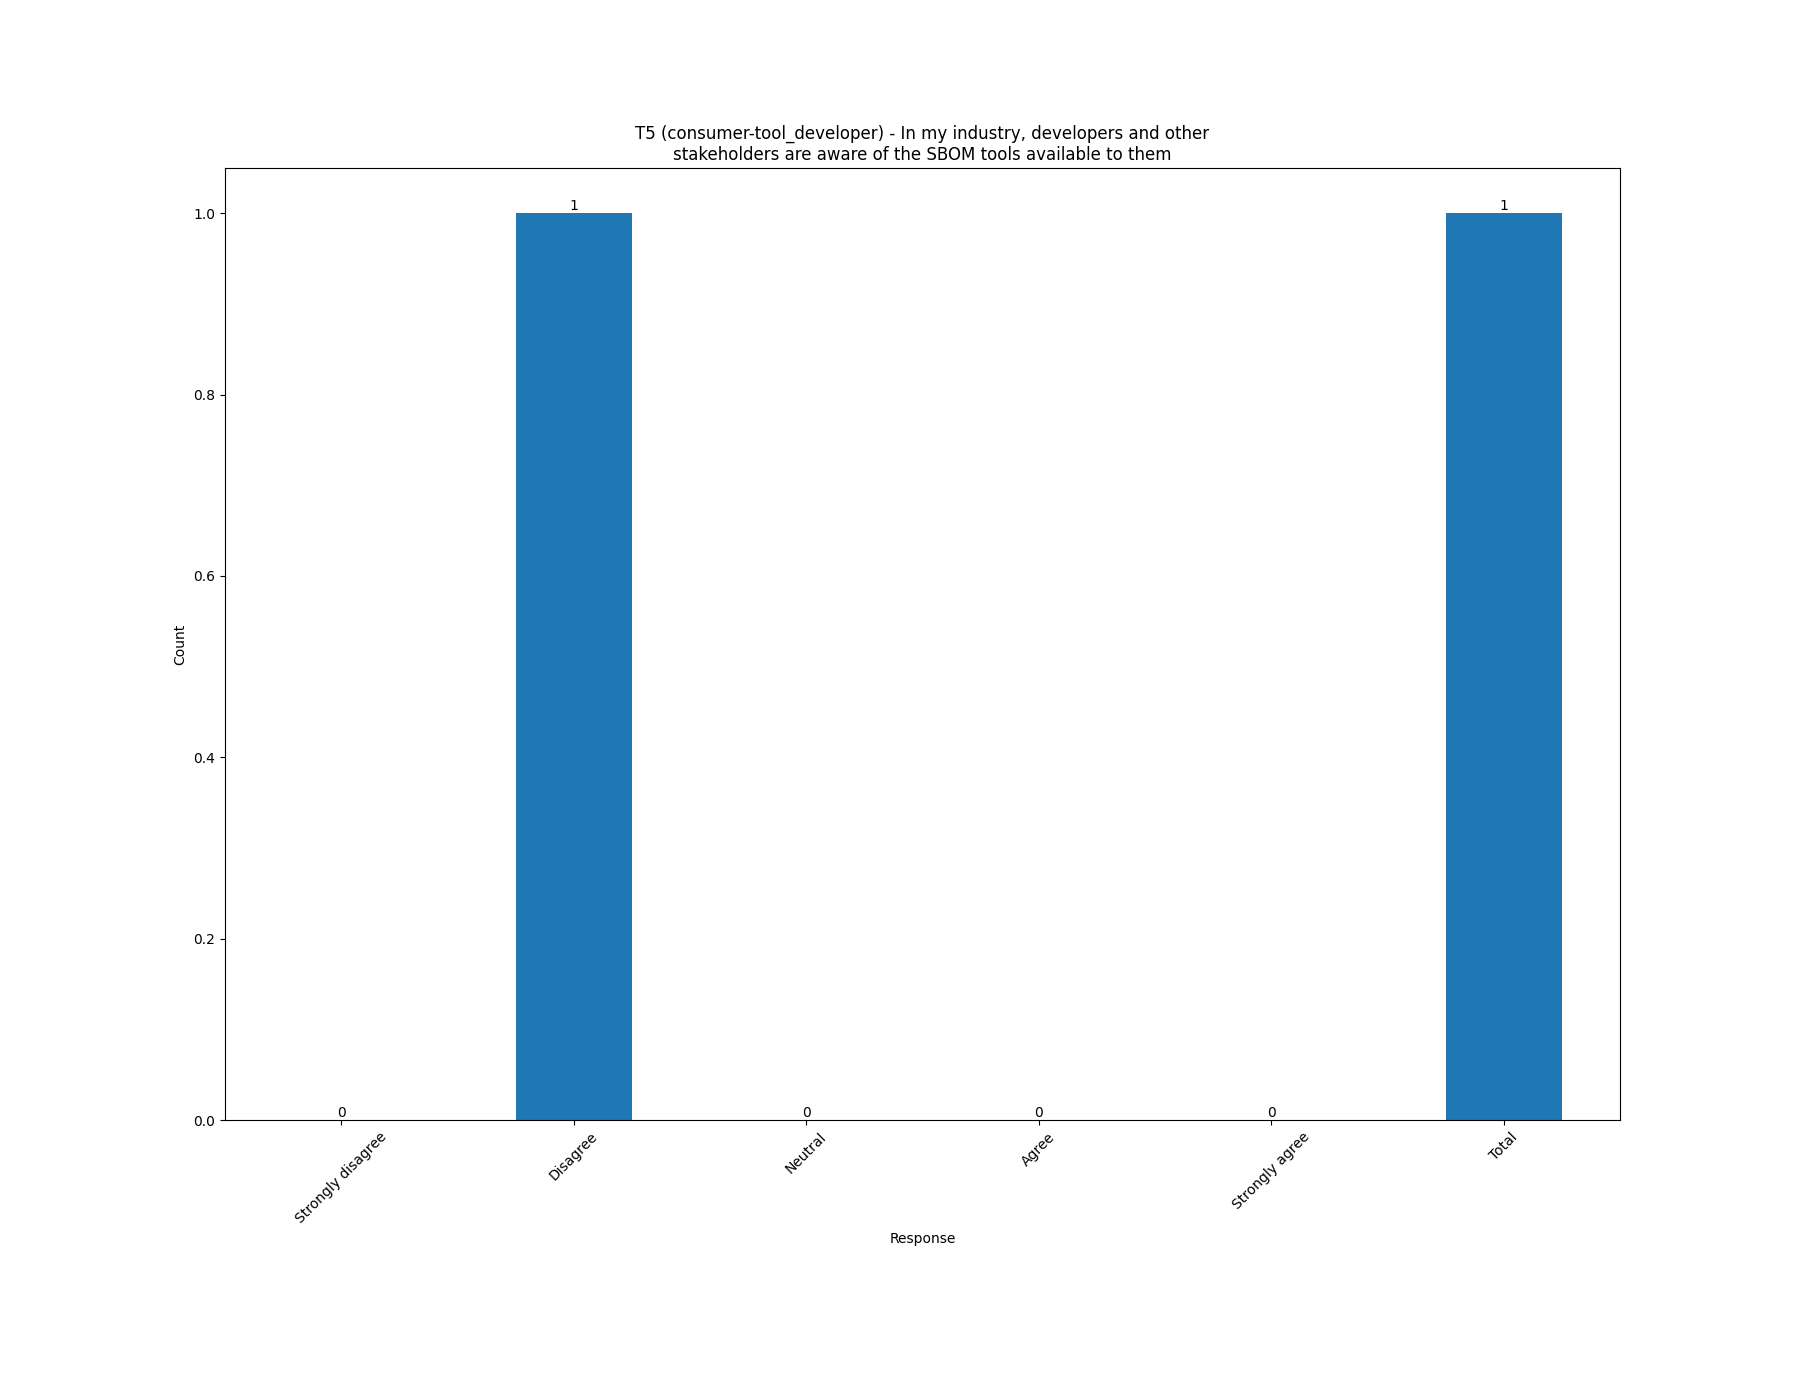 T5 (consumer-tool_developer) - In my industry, developers and other
stakeholders are aware of the SBOM tools available to them
1.0
0.8
0.6
0.4
0.2
0.0
Count
0
1
0
0
0
1
Strongly disagree
Disagree
Neutral
Agree
Strongly agree
Total
Response